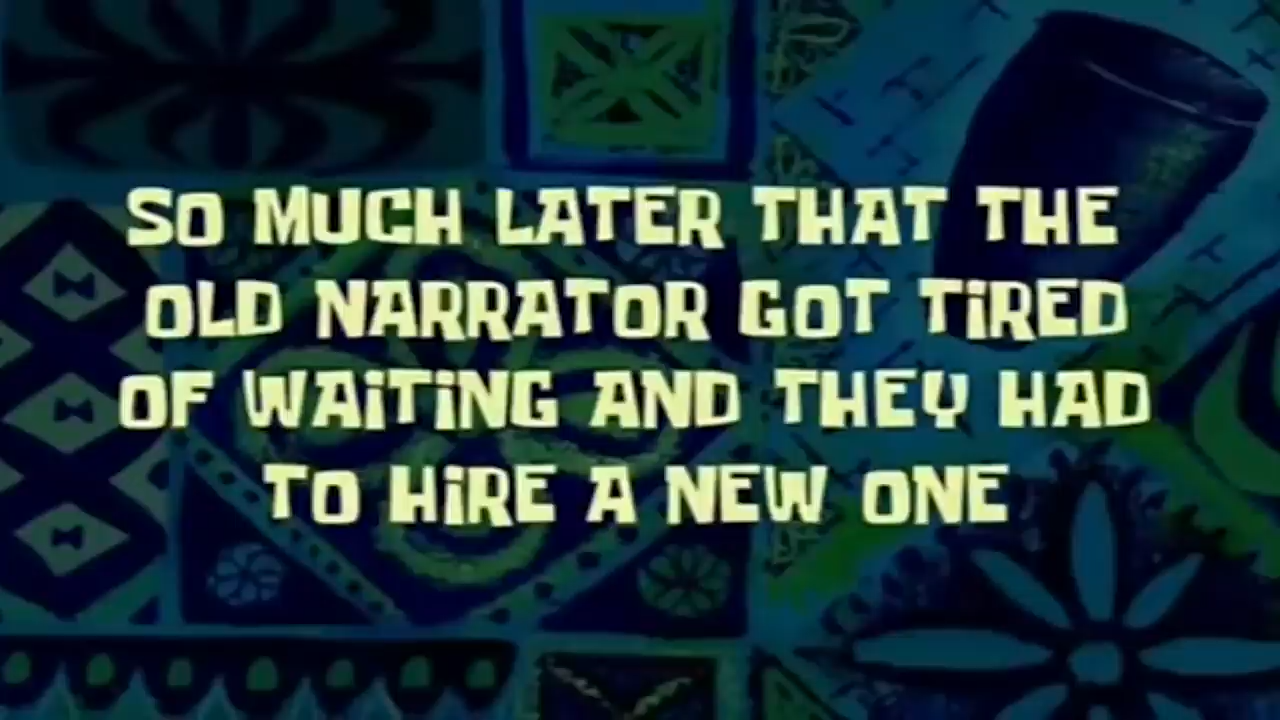 SO MUCH LATER THAT THE
OLD NARRATOR GOT TiRED
OF WAiTiNG AND THEY HAD
TO HiRE A NEW ONE